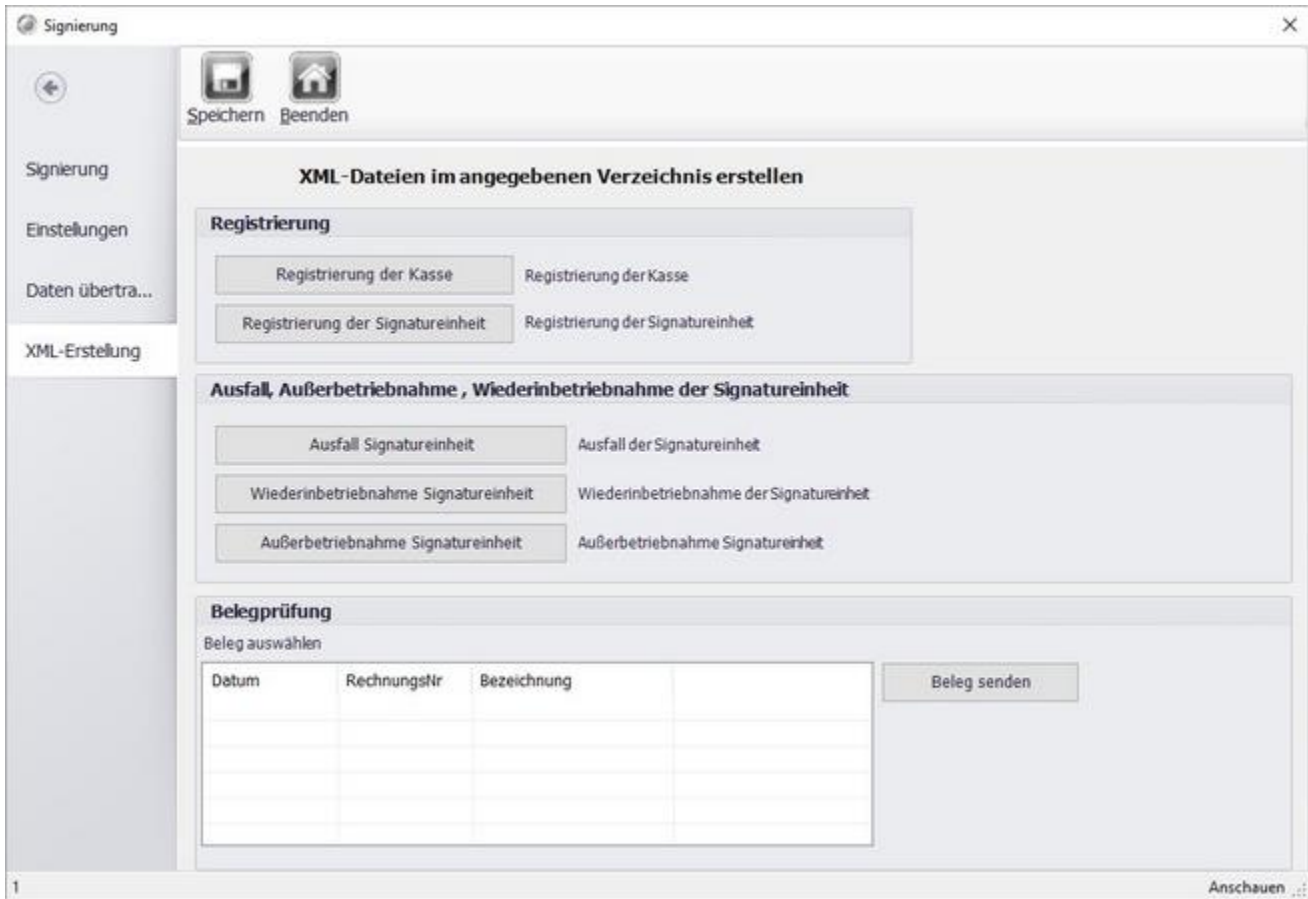 Signierung
Speichern Beenden
Signierung
Einstellungen
Daten übertra...
XML-Erstellung
XML-Dateien im angegebenen Verzeichnis erstellen
Registrierung
Registrierung der Kasse Registrierung der Kasse
Registrierung der Signatureinheit Registrierung der Signatureinheit
Ausfall, Außerbetriebnahme , Wiederinbetriebnahme der Signatureinheit
Ausfall Signatureinheit Ausfall der Signatureinheit
Wiederinbetriebnahme Signatureinheit Wiederinbetriebnahme der Signatureinheit
Außerbetriebnahme Signatureinheit Außerbetriebnahme Signatureinheit
Belegprüfung
Beleg auswählen
Datum RechnungsNr Bezeichnung
Beleg senden
1 Anschauen